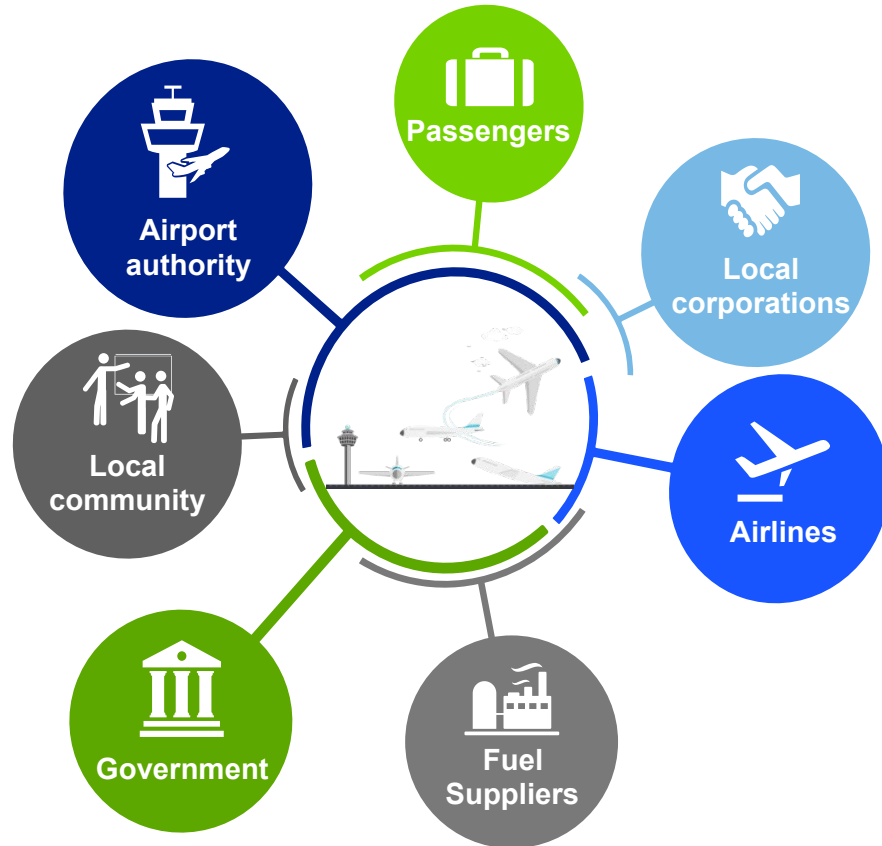 Passengers
Airport
authority
Local
corporations
Local
community
Airlines
Government
Fuel
Suppliers